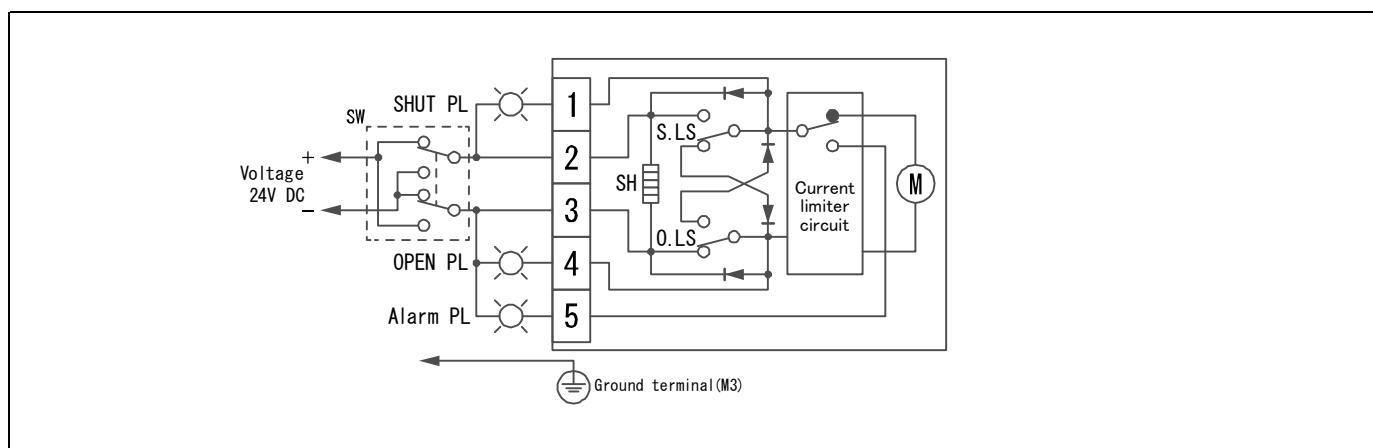 SHUT PL
SW
+
Voltage
24V DC
−
OPEN PL
Alarm PL
1
2
3
4
5
S.LS
SH
O.LS
Current
limiter
circuit
M
Ground terminal(M3)